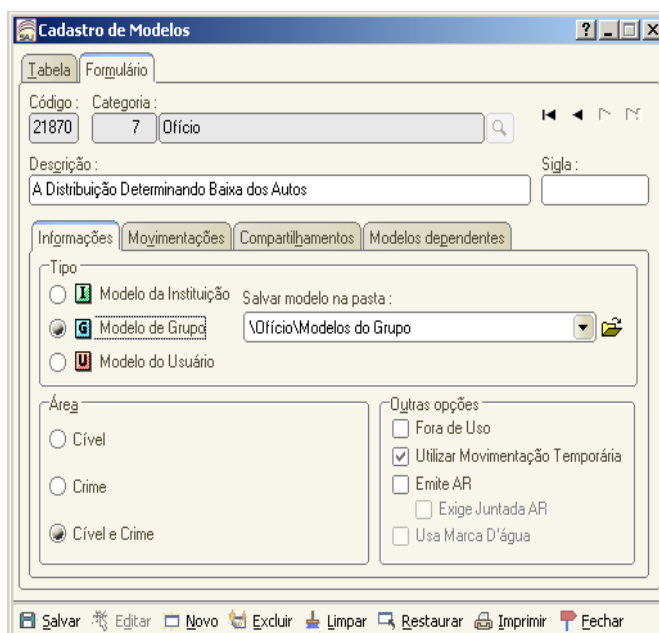 SAJ Cadastro de Modelos
Tabela Formulário
Código : Categoria :
21870 7 Ofício
Descrição : Sigla :
A Distribuição Determinando Baixa dos Autos
Informações Movimentações Compartilhamentos Modelos dependentes
Tipo
I Modelo da Instituição Salvar modelo na pasta :
G Modelo de Grupo \Ofício\Modelos do Grupo
U Modelo do Usuário
Área Outras opções
Fora de Uso
Cível
Utilizar Movimentação Temporária
Emite AR
Crime
Exige Juntada AR
Cível e Crime Usa Marca D'água
Salvar Editar Novo Excluir Limpar Restaurar Imprimir Fechar